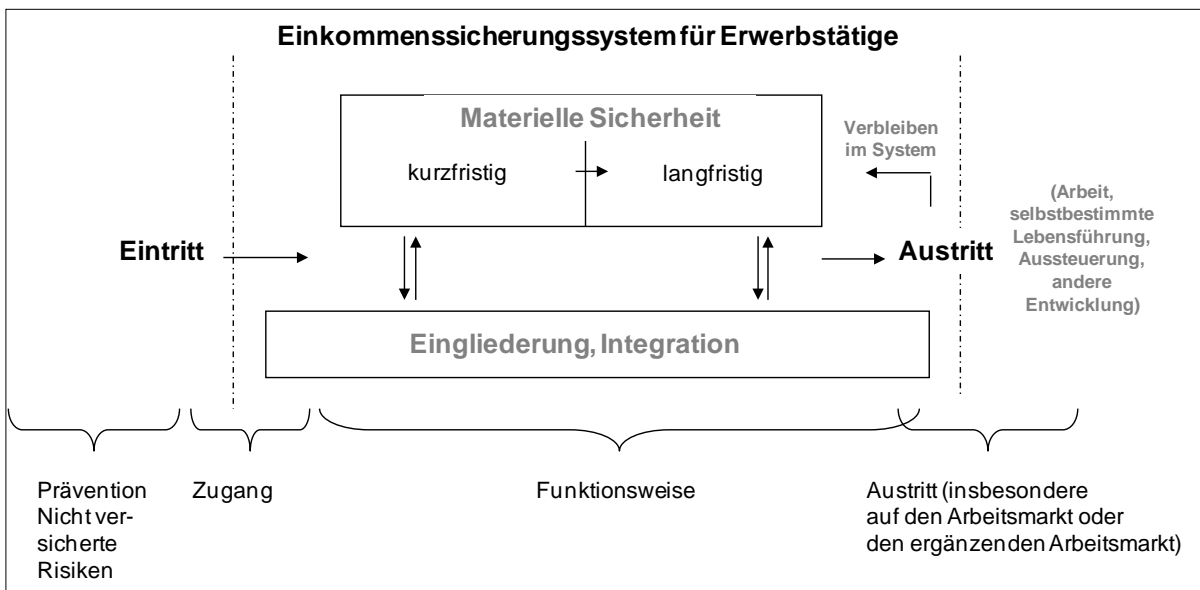 Einkommenssicherungssystem für Erwerbstätige
Materielle Sicherheit
kurzfristig
langfristig
Verbleiben
im System
(Arbeit,
selbstbestimmte
Lebensführung,
Aussteuerung,
andere
Entwicklung)
Eintritt
Austritt
Eingliederung, Integration
Prävention
Nicht ver-
sicherte
Risiken
Zugang
Funktionsweise
Austritt (insbesondere
auf den Arbeitsmarkt oder
den ergänzenden Arbeitsmarkt)